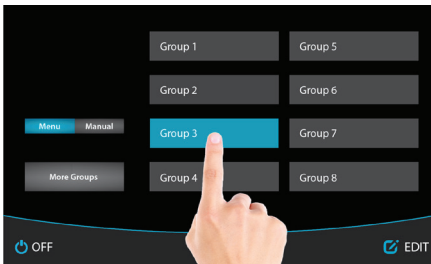 Group 1
Group 5
Group 2
Group 6
Menu
Manual
Group 3
Group 7
More Groups
Group 4
Group 8
OFF
EDIT